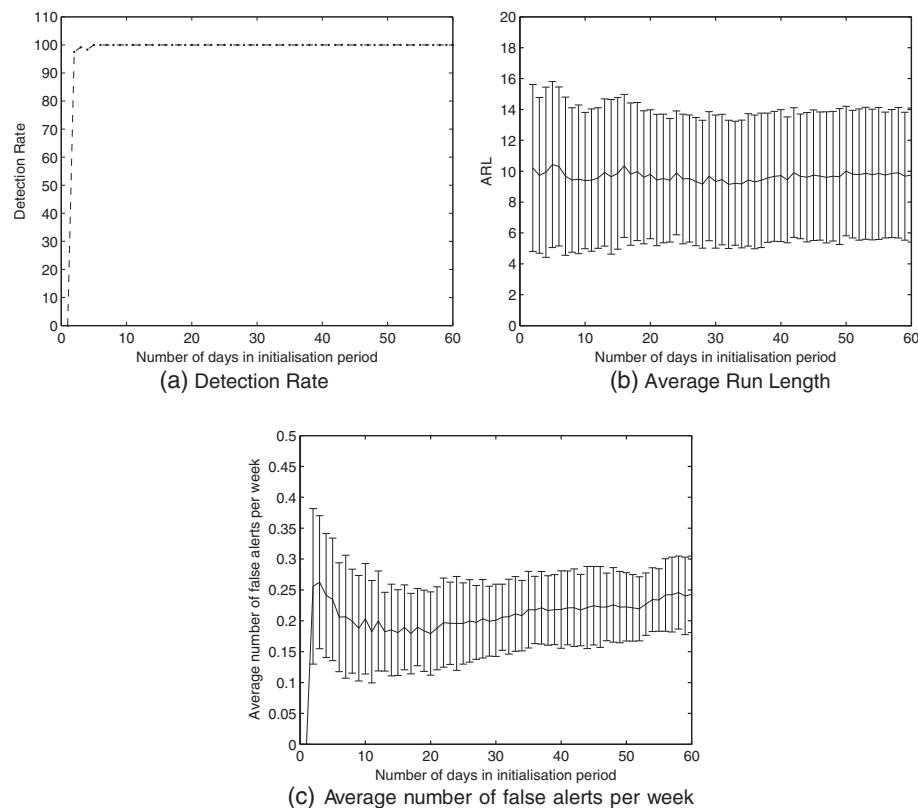 110
100
90
80
70
60
50
40
30
20
10
0
Detection Rate
0 10 20 30 40 50 60
Number of days in initialisation period
(a) Detection Rate
20
18
16
14
12
10
8
6
4
2
0
ARL
0 10 20 30 40 50 60
Number of days in initialisation period
(b) Average Run Length
0.5
0.45
0.4
0.35
0.3
0.25
0.2
0.15
0.1
0.05
0
Average number of false alerts per week
0 10 20 30 40 50 60
Number of days in initialisation period
(c) Average number of false alerts per week